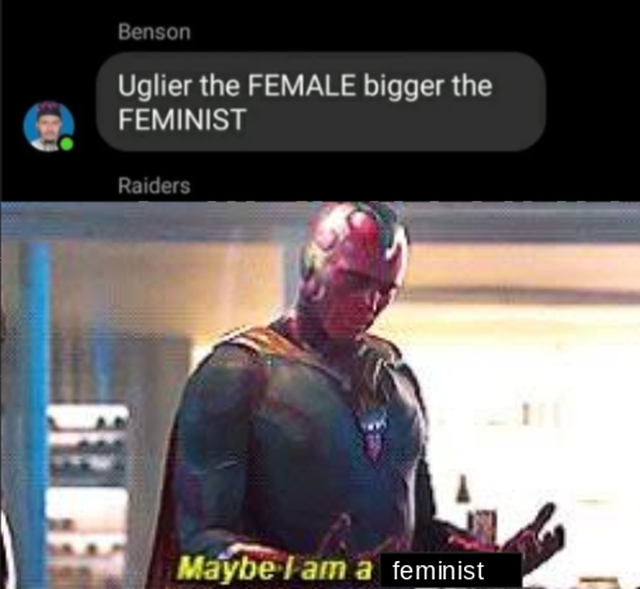 Benson
Uglier the FEMALE bigger the
FEMINIST
Raiders
Maybe I am a feminist